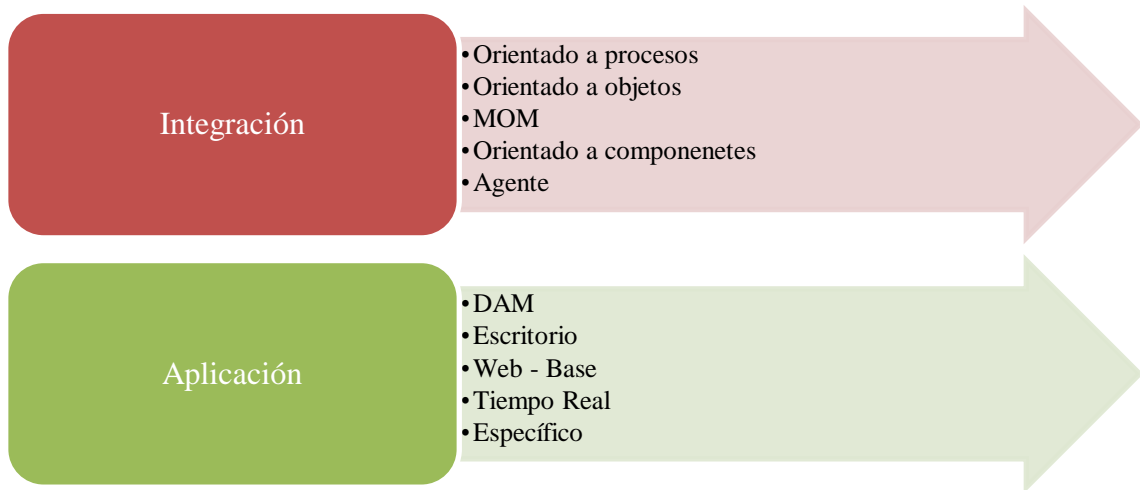 Integración
•Orientado a procesos
•Orientado a objetos
•MOM
•Orientado a componenetes
•Agente
Aplicación
•DAM
•Escritorio
•Web - Base
•Tiempo Real
•Específico